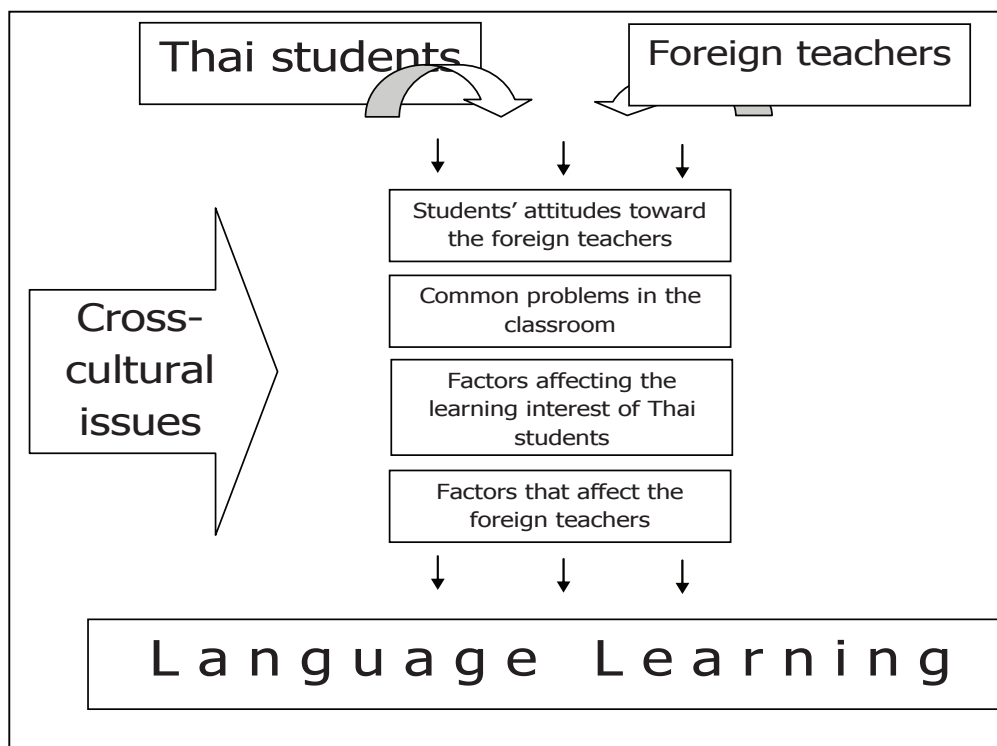 Thai students
Foreign teachers
Students’ attitudes toward
the foreign teachers
Common problems in the
classroom
Cross-
cultural
issues
Factors affecting the
learning interest of Thai
students
Factors that affect the
foreign teachers
Language Learning